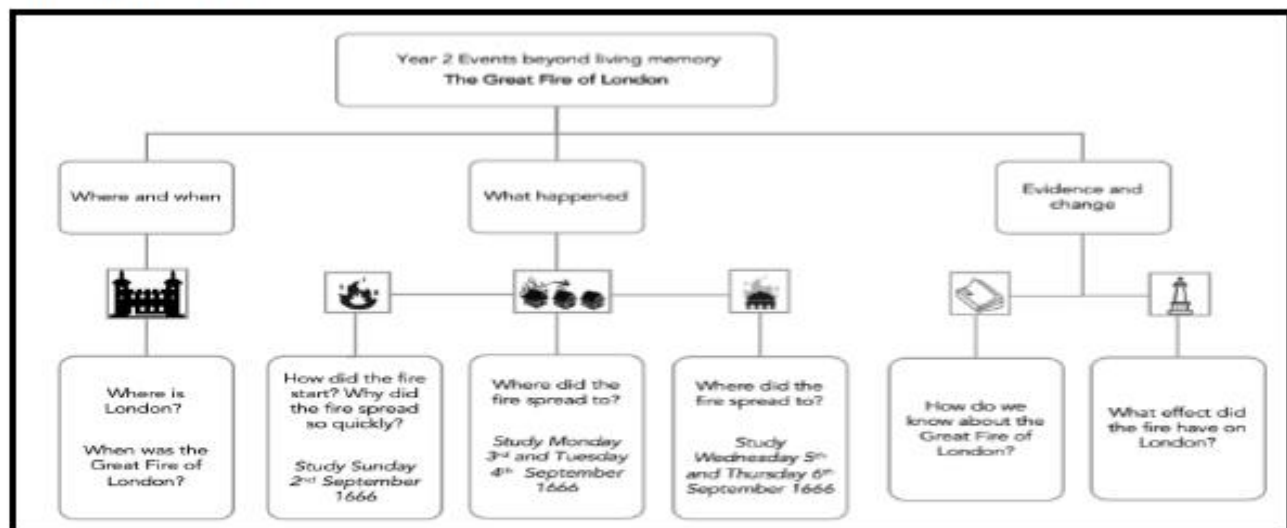 Year 2 Events beyond living memory
The Great Fire of London
Where and when
What happened
Evidence and
change
Where is
London?
When was the
Great Fire of
London?
How did the fire
start? Why did
the fire spread
so quickly?
Study Sunday
2nd September
1666
Where did the
fire spread to?
Study Monday
3rd and Tuesday
4th September
1666
Where did the
fire spread to?
Study
Wednesday 5th
and Thursday 6th
September 1666
How do we
know about the
Great Fire of
London?
What effect did
the fire have on
London?